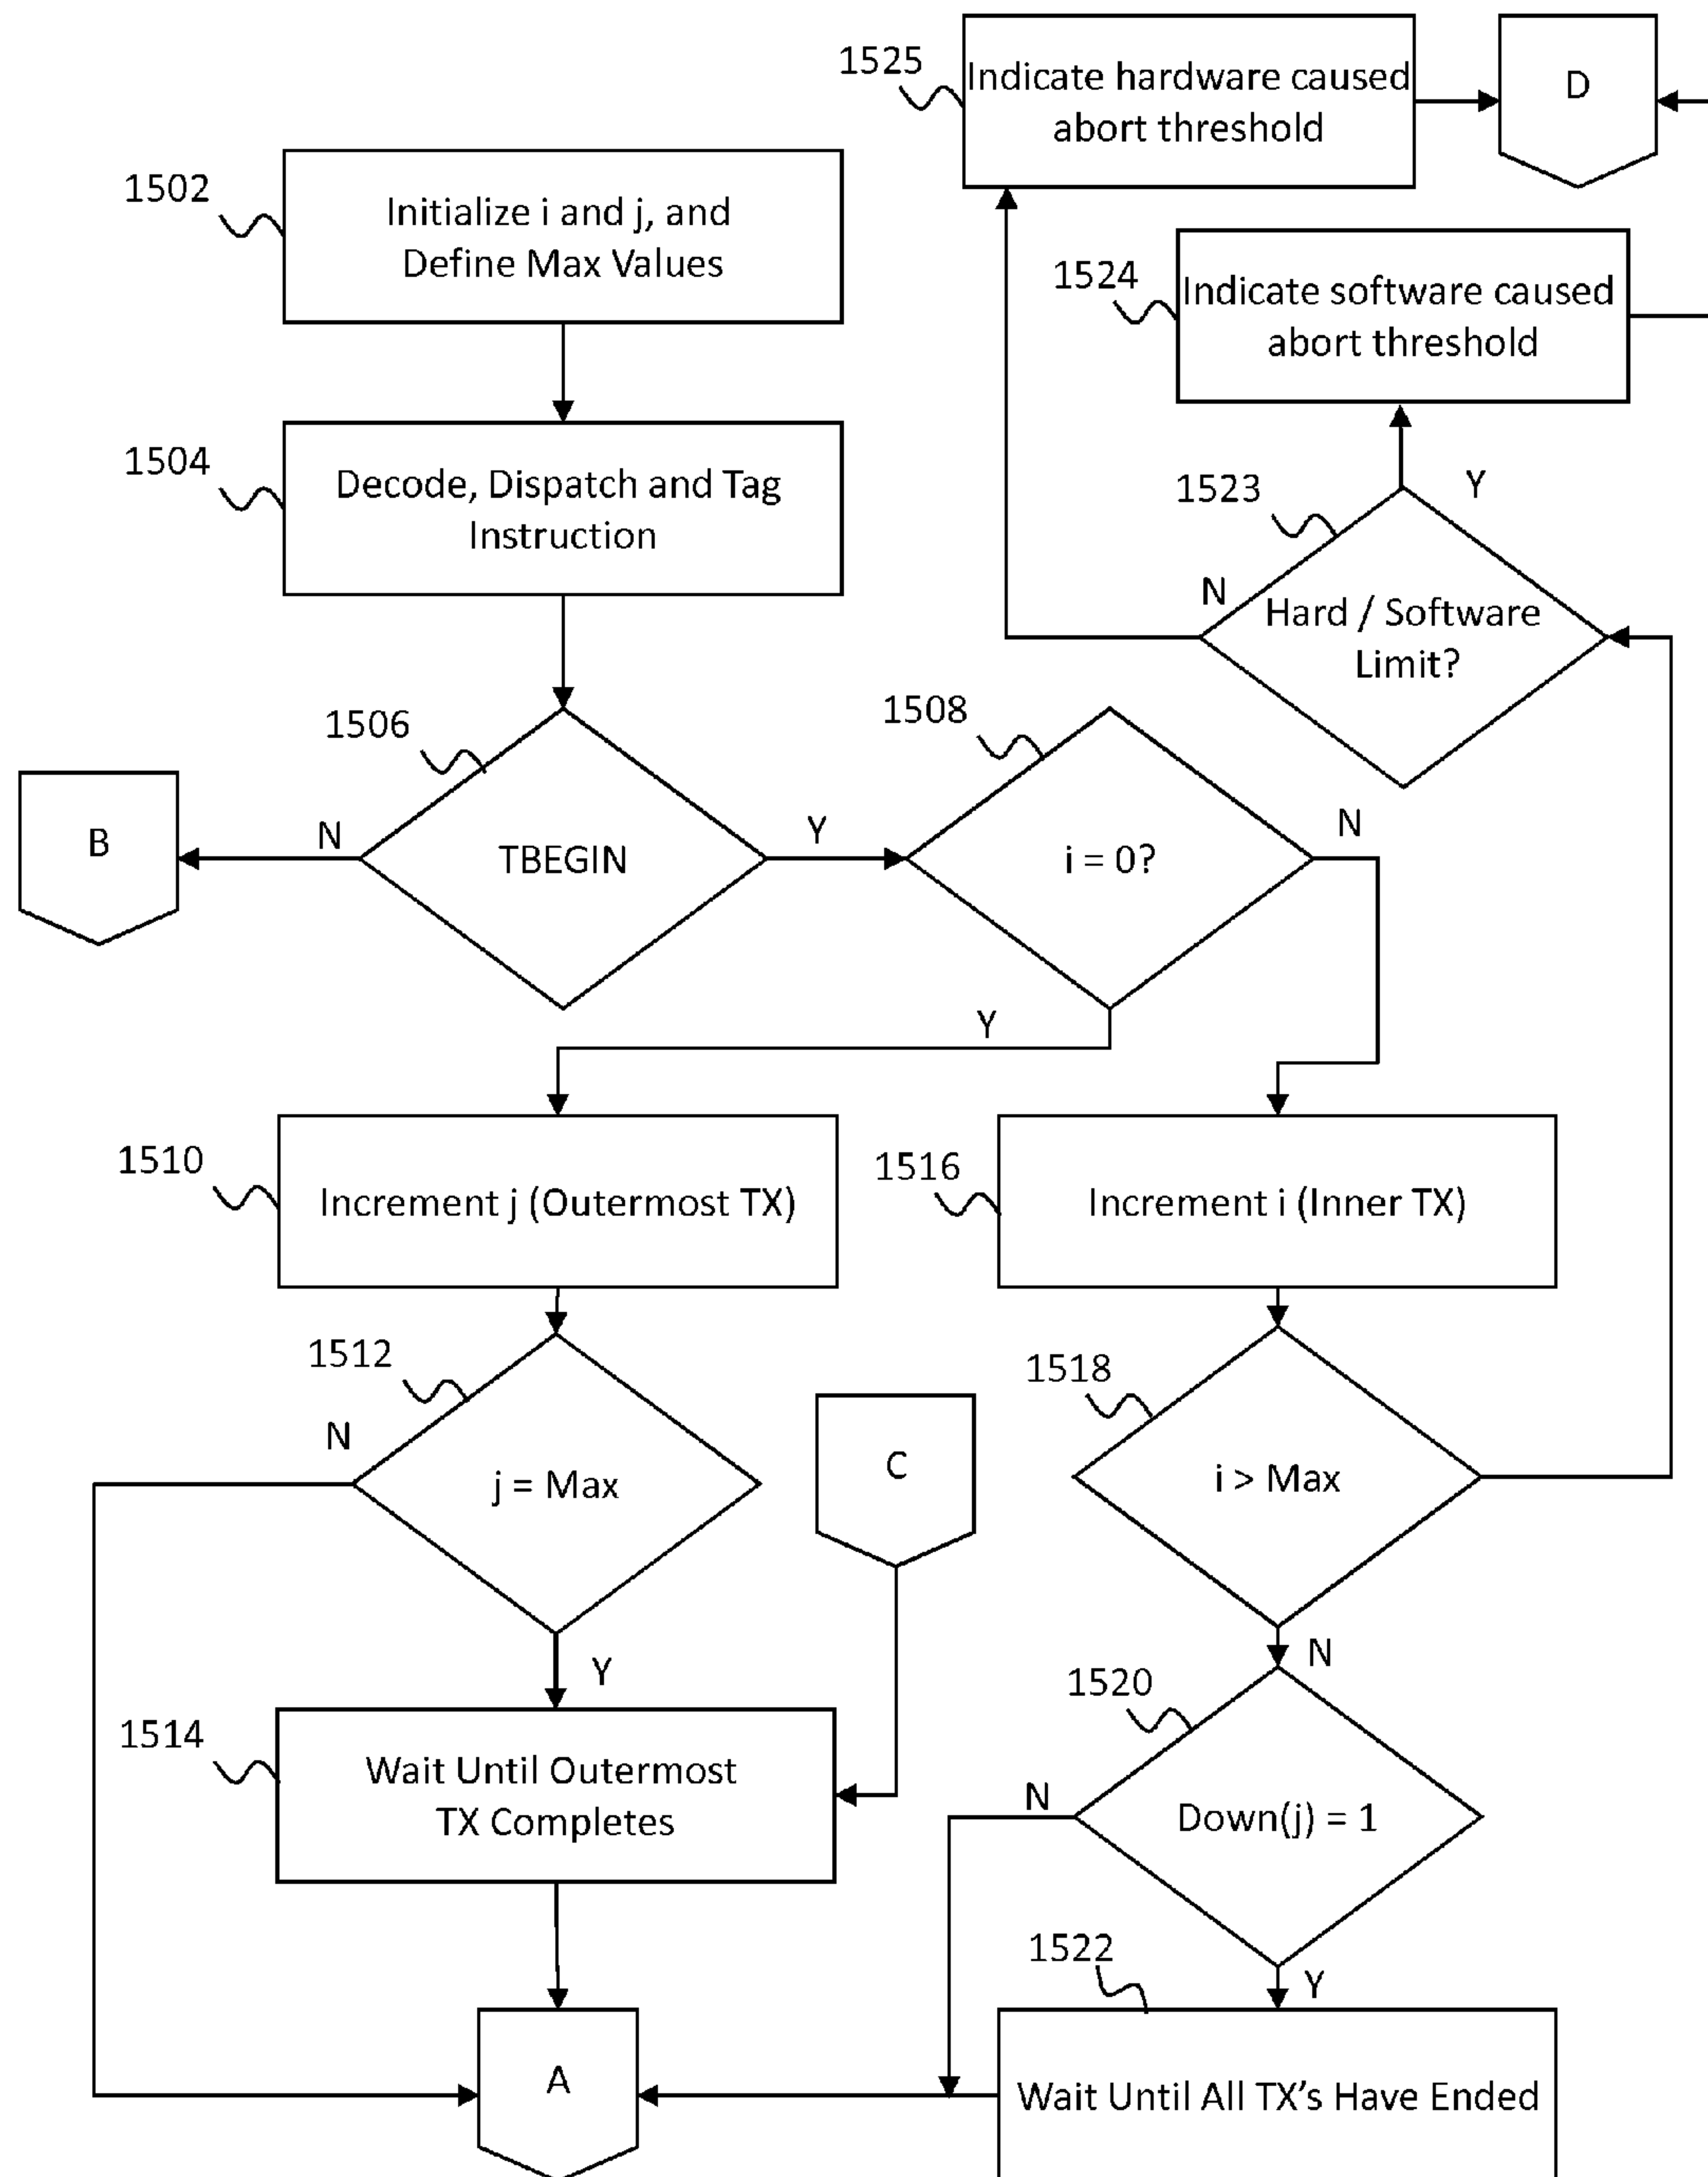 1525
Indicate hardware caused
abort threshold
D
1502
Initialize i and j, and
Define Max Values
1524
Indicate software caused
abort threshold
1504
Decode, Dispatch and Tag
Instruction
1523
Y
N
Hard / Software
Limit?
1506
1508
B
N
TBEGIN
Y
i = 0?
N
Y
1510
Increment j (Outermost TX)
1516
Increment i (Inner TX)
1512
N
j = Max
C
1518
i > Max
Y
N
1514
Wait Until Outermost
TX Completes
1520
N
Down(j) = 1
1522
Y
A
Wait Until All TX's Have Ended